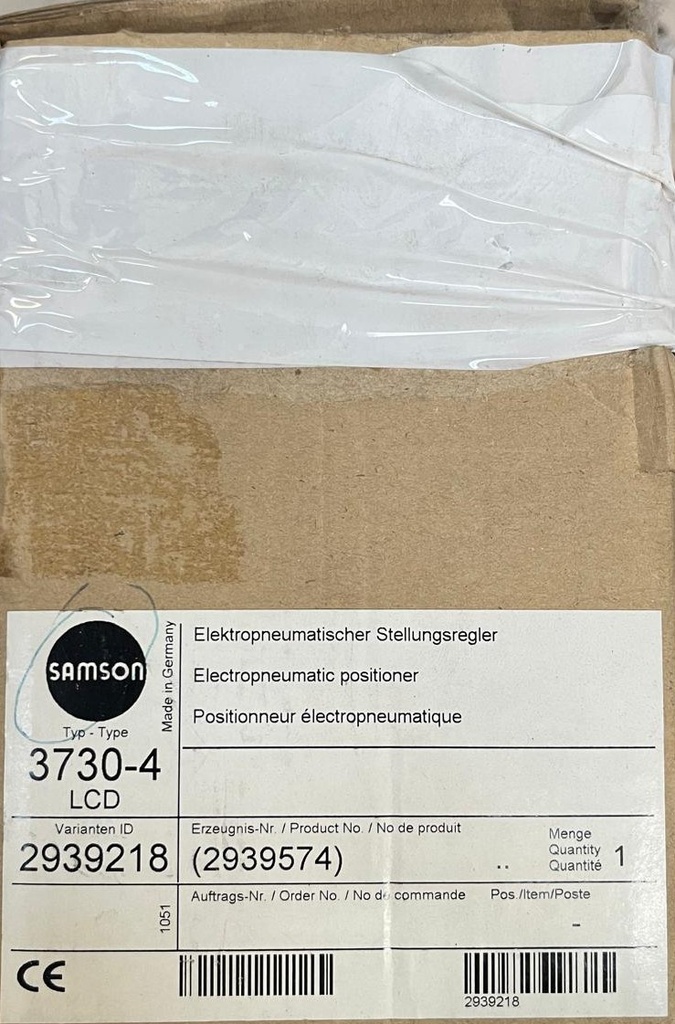 SAMSON
Made in Germany
Typ - Type
3730-4
LCD
Elektropneumatischer Stellungsregler
Electropneumatic positioner
Positionneur électropneumatique
Varianten ID
2939218
Erzeugnis-Nr. / Product No. / No de produit
(2939574)
..
Menge
Quantity
Quantité
1
1051
Auftrags-Nr. / Order No. / No de commande
Pos./Item/Poste
-
CE
2939218